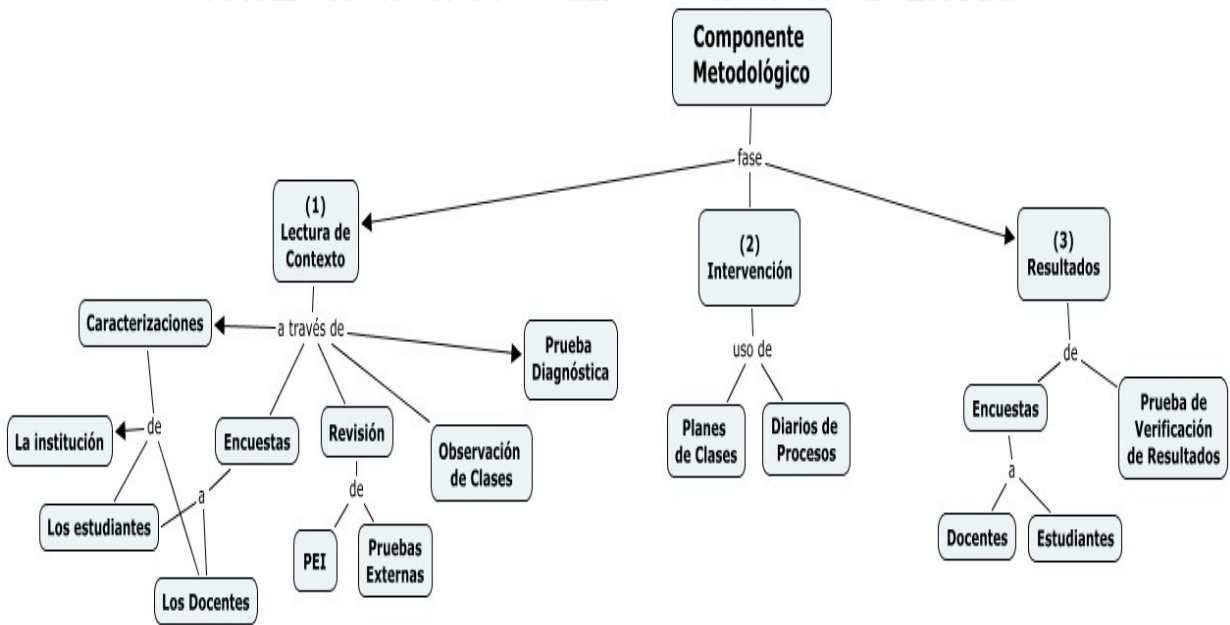 Componente
Metodológico
fase
(1)
Lectura de
Contexto
(2)
Intervención
(3)
Resultados
Caracterizaciones
a través de
Prueba
Diagnóstica
uso de
de
La institución
de
Encuestas
Revisión
Observación
de Clases
Planes
de Clases
Diarios de
Procesos
Encuestas
Prueba de
Verificación
de Resultados
Los estudiantes
a
de
a
PEI
Pruebas
Externas
Docentes
Estudiantes
Los Docentes